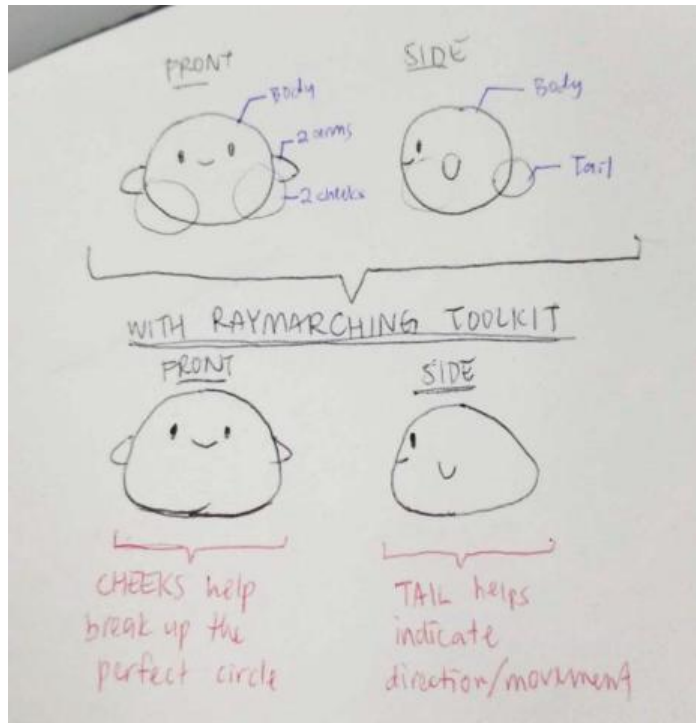 FRONT
SIDE
Body
2 arms
2 cheeks
Body
Tail
WITH RAYMARCHING TOOLKIT
FRONT
SIDE
CHEEKS help
break up the
perfect circle
TAIL helps
indicate
direction/movement